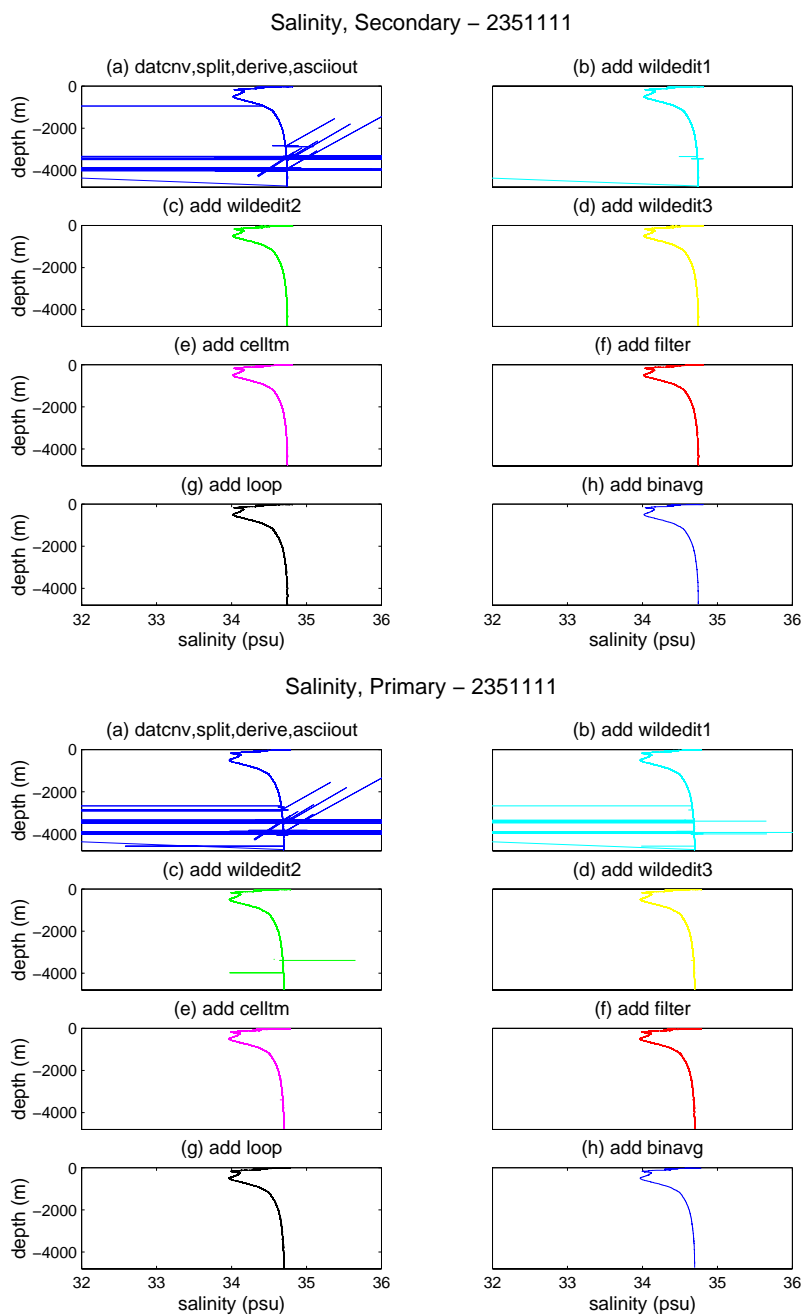 Salinity, Secondary – 2351111
(a) datcnv,split,derive,asciiout
(b) add wildedit1
0
−2000
−4000
depth (m)
(c) add wildedit2
(d) add wildedit3
0
−2000
−4000
depth (m)
(e) add celltm
(f) add filter
0
−2000
−4000
depth (m)
(g) add loop
(h) add binavg
0
−2000
−4000
depth (m)
32 33 34 35 36
32 33 34 35 36
salinity (psu)
salinity (psu)
Salinity, Primary – 2351111
(a) datcnv,split,derive,asciiout
(b) add wildedit1
0
−2000
−4000
depth (m)
(c) add wildedit2
(d) add wildedit3
0
−2000
−4000
depth (m)
(e) add celltm
(f) add filter
0
−2000
−4000
depth (m)
(g) add loop
(h) add binavg
0
−2000
−4000
depth (m)
32 33 34 35 36
32 33 34 35 36
salinity (psu)
salinity (psu)